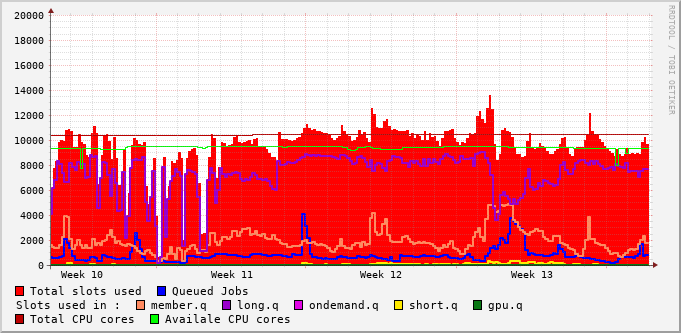 20000
18000
16000
14000
12000
10000
8000
6000
4000
2000
0
Week 10 Week 11 Week 12 Week 13
RRDTOOL / TOBI OETIKER
Total slots used Queued Jobs
Slots used in : member.q long.q ondemand.q short.q gpu.q
Total CPU cores Availale CPU cores